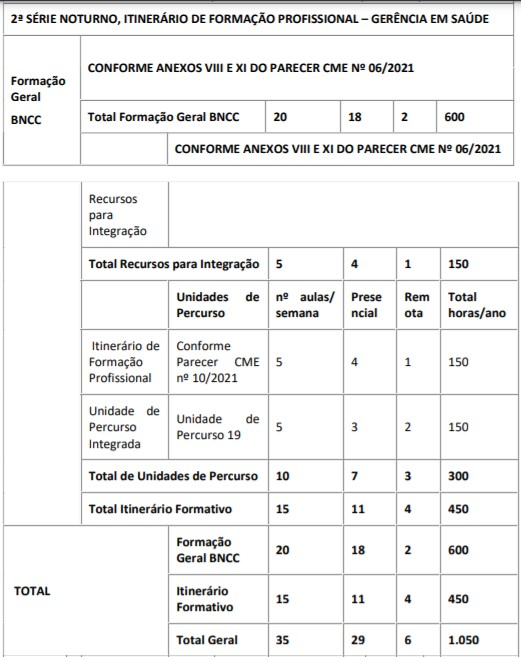 2ª SÉRIE NOTURNO, ITINERÁRIO DE FORMAÇÃO PROFISSIONAL – GERÊNCIA EM SAÚDE
Formação
Geral
BNCC
CONFORME ANEXOS VIII E XI DO PARECER CME Nº 06/2021
Total Formação Geral BNCC 20 18 2 600
CONFORME ANEXOS VIII E XI DO PARECER CME Nº 06/2021
Recursos
para
Integração
Total Recursos para Integração 5 4 1 150
Unidades de
Percurso
nº aulas/
semana
Prese
ncial
Rem
ota
Total
horas/ano
Itinerário de
Formação
Profissional
Conforme
Parecer CME
nº 10/2021
5 4 1 150
Unidade de
Percurso
Integrada
Unidade de
Percurso 19
5 3 2 150
Total de Unidades de Percurso 10 7 3 300
Total Itinerário Formativo 15 11 4 450
TOTAL
Formação
Geral BNCC
20 18 2 600
Itinerário
Formativo
15 11 4 450
Total Geral 35 29 6 1.050